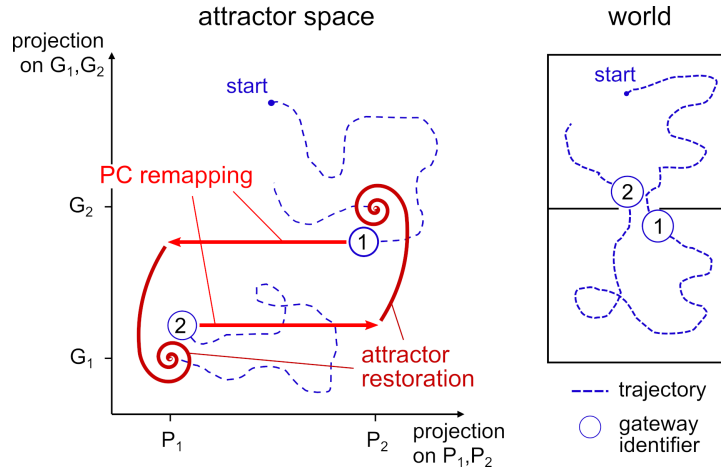 attractor space
projection
on G1,G2
start
PC remapping
G2
1
2
G1
attractor
restoration
P1
P2
projection
on P1,P2
world
start
2
1
trajectory
gateway
identifier